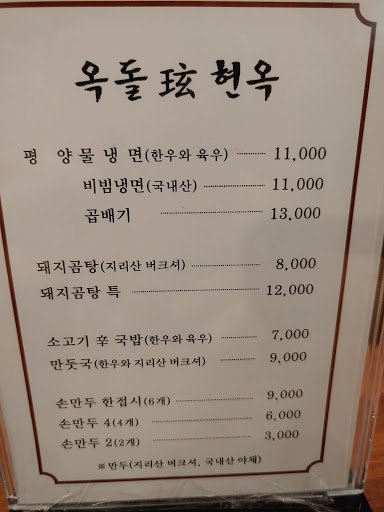 옥돌玹현옥
평 양 물 냉 면(한우와 육우) ············ 11,000
비빔냉면(국내산) ············ 11,000
곱배기 ············ 13,000
돼지곰탕(지리산 버크셔) ············ 8,000
돼지곰탕 특 ············ 12,000
소고기 후 국밥(한우와 육우) ············ 7,000
만둣국(한우와 지리산 버크셔) ············ 9,000
손만두 한접시(6개) ············ 9,000
손만두 4(4개) ············ 6,000
손만두 2(2개) ············ 3,000
※만두(지리산 버크셔, 국내산 야채)